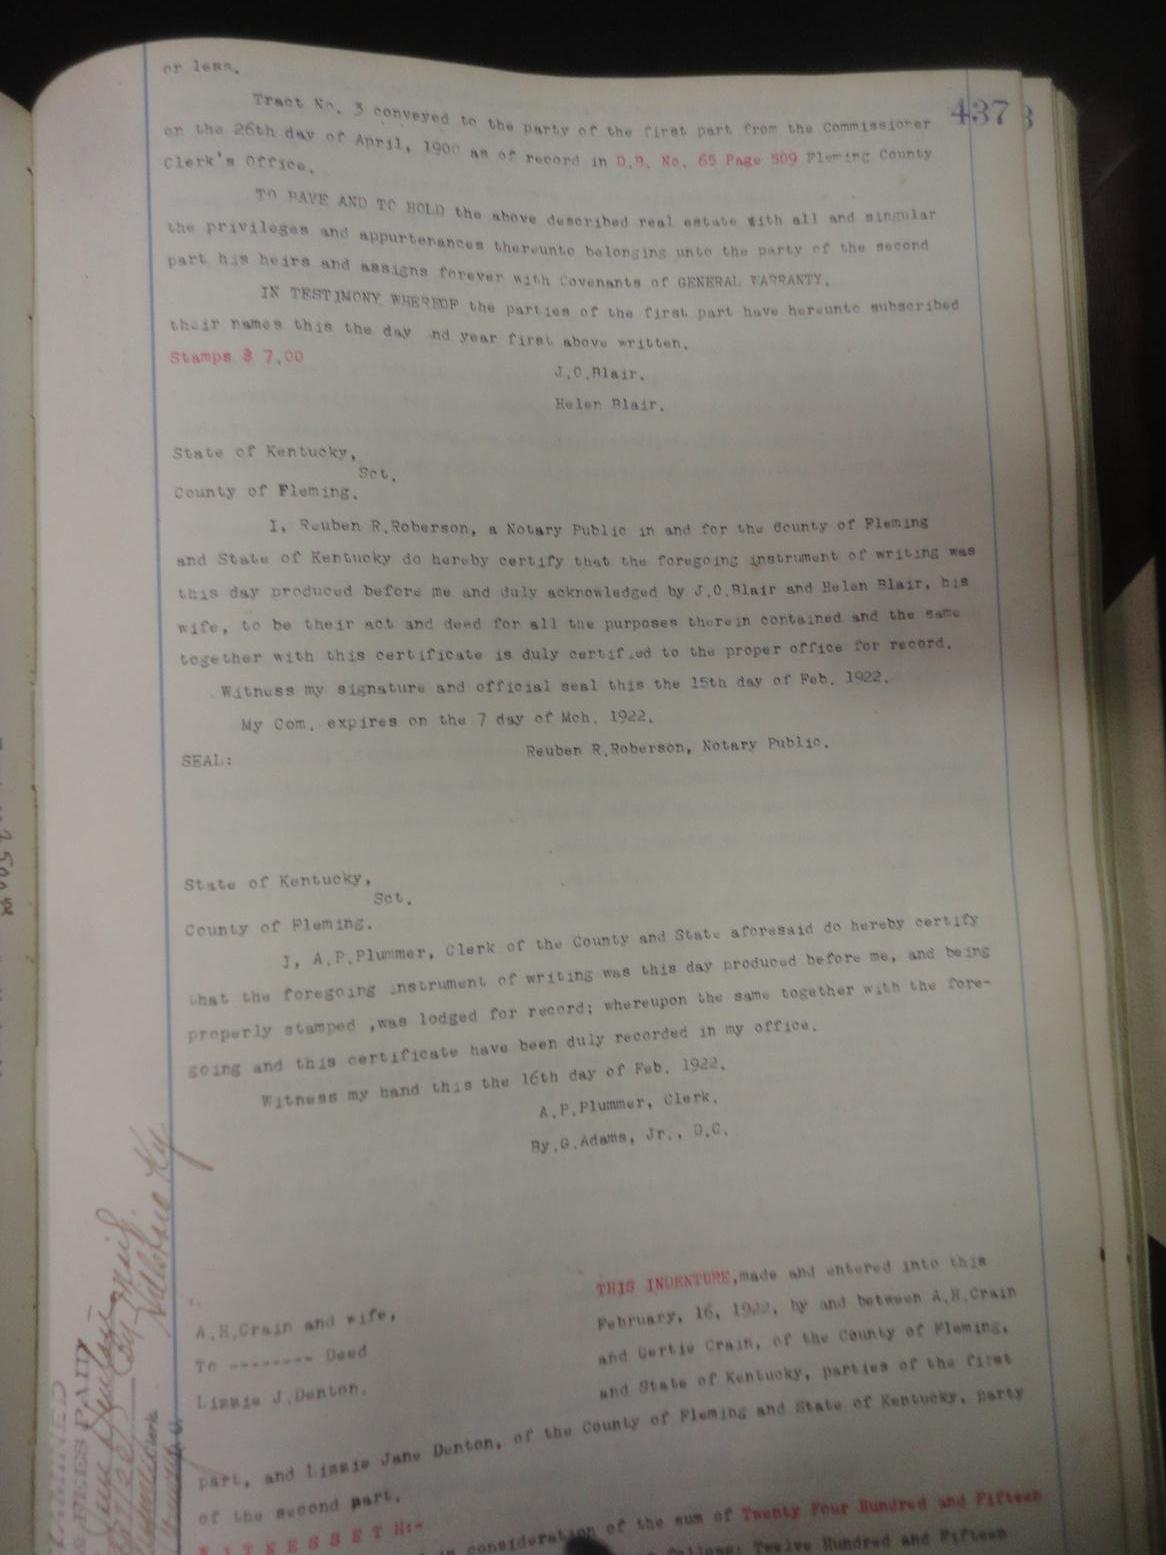 437
or less.
Tract No. 3 conveyed to the party of the first part from the Commissioner
on the 26th day of April, 1900 as of record in D.B. No. 65 Page 509 Fleming County
Clerk's Office.
TO HAVE AND TO HOLD the above described real estate with all and singular
the privileges and appurtenances thereunto belonging unto the party of the second
part his heirs and assigns forever with Covenants of GENERAL WARRANTY.
IN TESTIMONY WHEREOF the parties of the first part have hereunto subscribed
their names this the day nd year first above written.
Stamps $ 7.00
J.O.Blair.
Helen Blair.
State of Kentucky,
Sct.
County of Fleming.
I, Reuben R.Roberson, a Notary Public in and for the County of Fleming
and State of Kentucky do hereby certify that the foregoing instrument of writing was
this day produced before me and duly acknowledged by J.O.Blair and Helen Blair, his
wife, to be their act and deed for all the purposes therein contained and the same
together with this certificate is duly certified to the proper office for record.
Witness my signature and official seal this the 15th day of Feb. 1922.
My Com. expires on the 7 day of Mch. 1922.
SEAL: Reuben R.Roberson, Notary Public.
State of Kentucky,
Sct.
County of Fleming.
I, A.P.Plummer, Clerk of the County and State aforesaid do hereby certify
that the foregoing instrument of writing was this day produced before me, and being
properly stamped ,was lodged for record; whereupon the same together with the fore-
going and this certificate have been duly recorded in my office.
Witness my hand this the 16th day of Feb. 1922.
A.P.Plummer, Clerk.
By.G.Adams, Jr., D.C.
THIS INDENTURE,made and entered into this
A.H.Crain and wife, February, 16, 1922, by and between A.H.Crain
To -------- Deed and Gertie Crain, of the County of Fleming,
Lizzie J.Denton. and State of Kentucky, parties of the first
part, and Lizzie Jane Denton, of the County of Fleming and State of Kentucky, party
of the second part.
W I T N E S S E T H:-
in consideration of the sum of Twenty Four Hundred and Fifteen
follows: Twelve Hundred and Fifteen